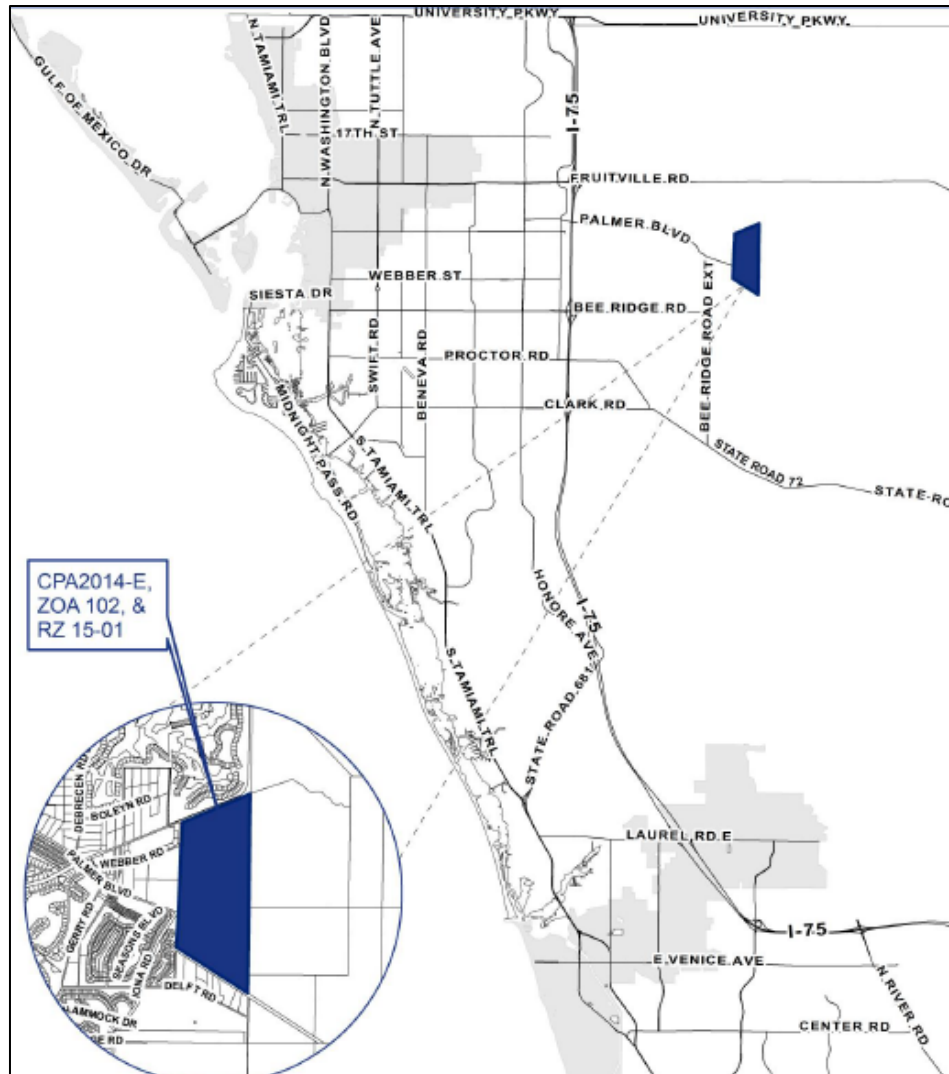 UNIVERSITY PKWY
UNIVERSITY PKWY
N TAMIAMI TRL
N WASHINGTON BLVD
N TUTTLE AVE
GULF OF MEXICO DR
I-75
17TH ST
FRUITVILLE RD
PALMER BLVD
WEBBER ST
SIESTA DR
BEE RIDGE RD
BEE RIDGE ROAD EXT
SWIFT RD
BENEVA RD
PROCTOR RD
CLARK RD
MIDNIGHT PASS RD
S TAMIAMI TRL
STATE ROAD 72
STATE RO
HONORE AVE
I-75
CPA2014-E,
ZOA 102, &
RZ 15-01
S TAMIAMI TRL
STATE ROAD 681
DEBRECEN RD
BOLEYN RD
WEBBER RD
PALMER BLVD
GERRY RD
SEASONS BLVD
IONA RD
DELFT RD
LAMMOCK DR
GE RD
LAUREL RD E
I-75
E VENICE AVE
N RIVER RD
CENTER RD